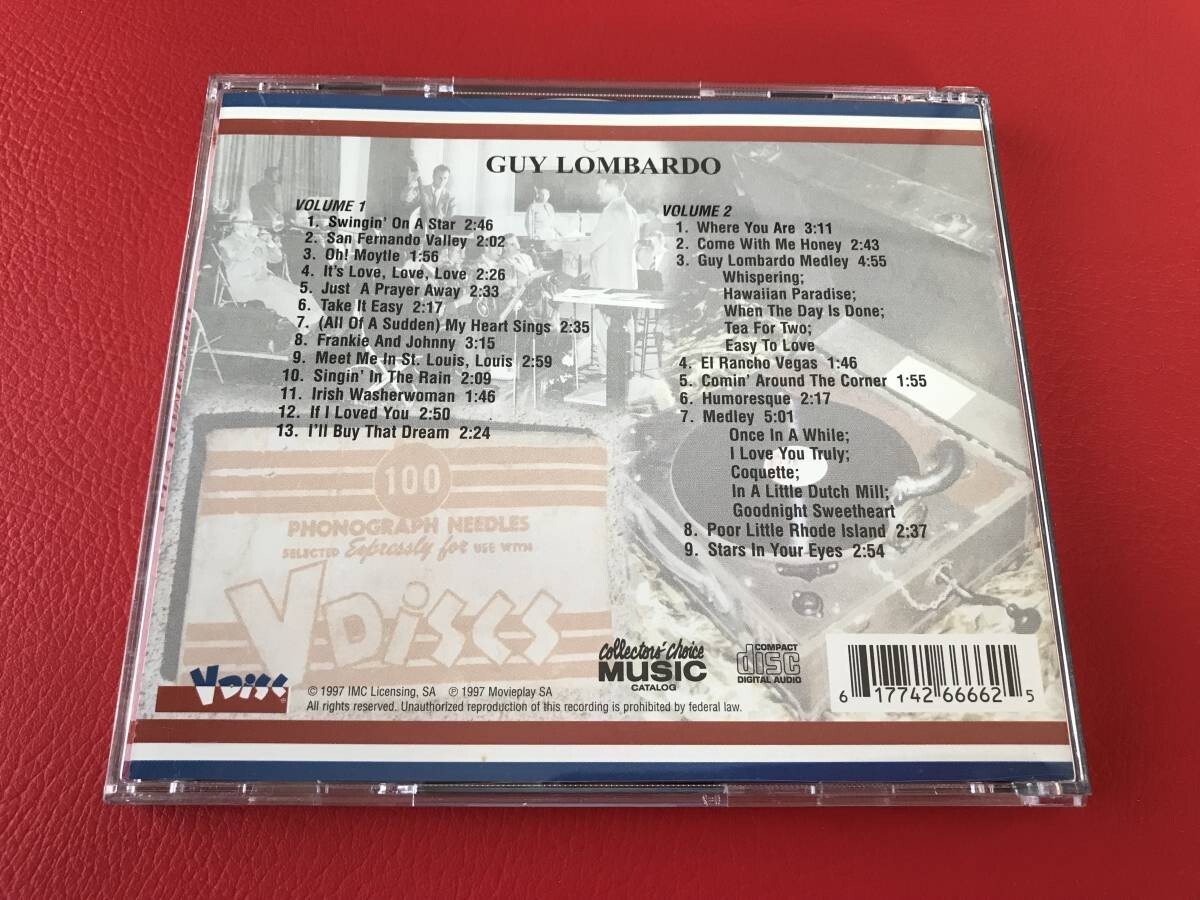 GUY LOMBARDO
VOLUME 1
1. Swingin' On A Star 2:46
2. San Fernando Valley 2:02
3. Oh! Moytle 1:56
4. It's Love, Love, Love 2:26
5. Just A Prayer Away 2:33
6. Take It Easy 2:17
7. (All Of A Sudden) My Heart Sings 2:35
8. Frankie And Johnny 3:15
9. Meet Me In St. Louis, Louis 2:59
10. Singin' In The Rain 2:09
11. Irish Washerwoman 1:46
12. If I Loved You 2:50
13. I'll Buy That Dream 2:24
VOLUME 2
1. Where You Are 3:11
2. Come With Me Honey 2:43
3. Guy Lombardo Medley 4:55
Whispering;
Hawaiian Paradise;
When The Day Is Done;
Tea For Two;
Easy To Love
4. El Rancho Vegas 1:46
5. Comin' Around The Corner 1:55
6. Humoresque 2:17
7. Medley 5:01
Once In A While;
I Love You Truly;
Coquette;
In A Little Dutch Mill;
Goodnight Sweetheart
8. Poor Little Rhode Island 2:37
9. Stars In Your Eyes 2:54
100
PHONOGRAPH NEEDLES
SELECTED Expressly for USE WITH
V DiSCS
V DISC
© 1997 IMC Licensing, SA ℗ 1997 Movieplay SA
All rights reserved. Unauthorized reproduction of this recording is prohibited by federal law.
Collectors' Choice
MUSIC
CATALOG
COMPACT
disc
DIGITAL AUDIO
6 17742 66662 5